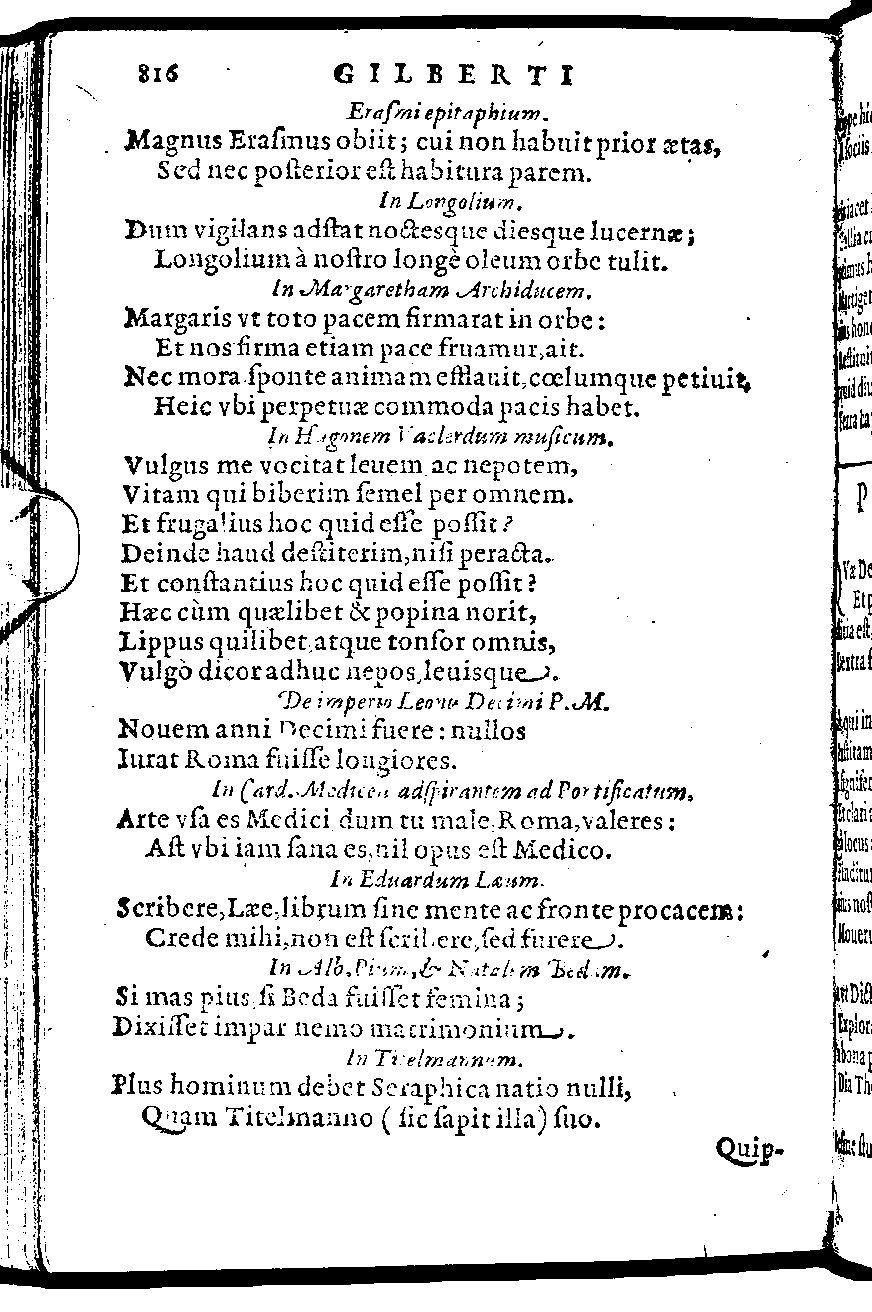 816 GILBERTI
Eraſmi epitaphium.
Magnus Eraſmus obiit; cui non habuit prior ætas,
Sed nec poſterior eſt habitura parem.
In Longolium.
Dum vigilans adſtat noctesque diesque lucernæ;
Longolium à noſtro longè oleum orbe tulit.
In Margaretham Archiducem.
Margaris vt toto pacem firmarat in orbe:
Et nos firma etiam pace fruamur, ait.
Nec mora ſponte animam efflauit, cœlumque petiuit,
Heic vbi perpetuæ commoda pacis habet.
In Hugonem muſicum.
Vulgus me vocitat leuem ac nepotem,
Vitam qui biberim ſemel per omnem.
Et frugalius hoc quid eſſe poſſit?
Deinde haud deſtiterim, niſi peracta.
Et conſtantius hoc quid eſſe poſſit?
Hæc cùm quælibet & popina norit,
Lippus quilibet, atque tonſor omnis,
Vulgò dicor adhuc nepos, leuisque.
De imperio Leonis Decimi P. M.
Nouem anni Decimi fuere: nullos
Iurat Roma fuiſſe longiores.
In Card. Medicen adſpirantem ad Pontificatum.
Arte vſa es Medici dum tu male, Roma, valeres:
Aſt vbi iam ſana es, nil opus eſt Medico.
In Eduardum Læum.
Scribere, Læe, librum ſine mente ac fronte procacem:
Crede mihi, non eſt ſcribere, ſed furere.
In Alb. Pium, & Natalem Bedam.
Si mas pius, ſi Beda fuiſſet femina;
Dixiſſet impar nemo matrimonium.
In Titelmannum.
Plus hominum debet Seraphica natio nulli,
Quam Titelmanno (ſic ſapit illa) ſuo.
Quip-